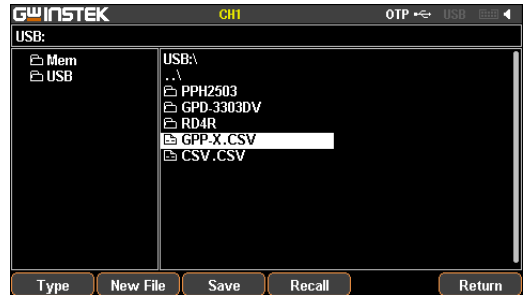 GWINSTEK CH1 OTP USB
USB:
Mem
USB
USB:\
..\
PPH2503
GPD-3303DV
RD4R
GPP-X.CSV
CSV.CSV
Type New File Save Recall Return